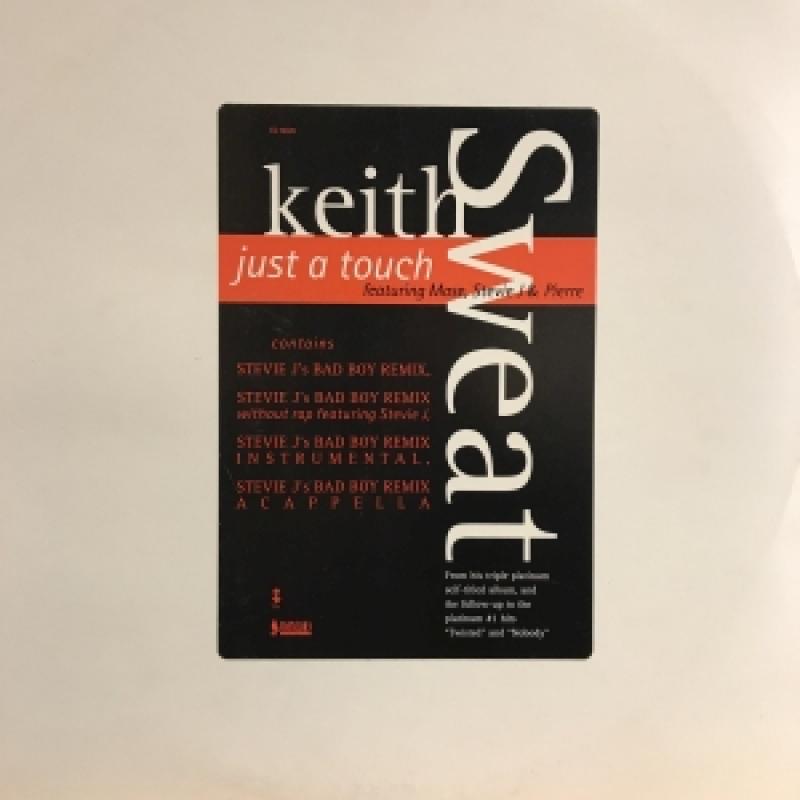 keith
Sweat
just a touch
featuring Mase, Stevie J & Pierre
contains
STEVIE J's BAD BOY REMIX,
STEVIE J's BAD BOY REMIX
without rap featuring Stevie J,
STEVIE J's BAD BOY REMIX
INSTRUMENTAL,
STEVIE J's BAD BOY REMIX
ACAPPELLA
From his triple platinum
self-titled album, and
the follow-up to the
platinum #1 hits
"Twisted" and "Nobody"